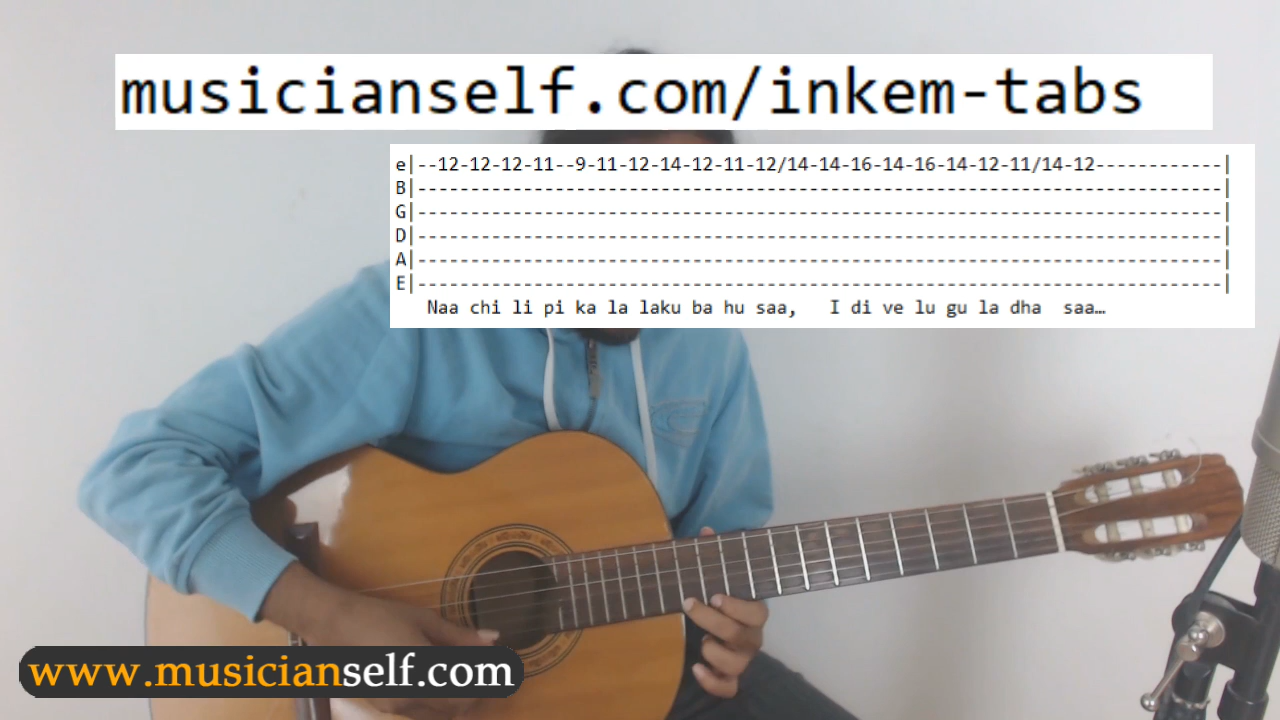 musicianself.com/inkem-tabs
e|--12-12-12-11--9-11-12-14-12-11-12/14-14-16-14-16-14-12-11/14-12------------|
B|----------------------------------------------------------------------------|
G|----------------------------------------------------------------------------|
D|----------------------------------------------------------------------------|
A|----------------------------------------------------------------------------|
E|----------------------------------------------------------------------------|
Naa chi li pi ka la laku ba hu saa, I di ve lu gu la dha saa…
www.musicianself.com